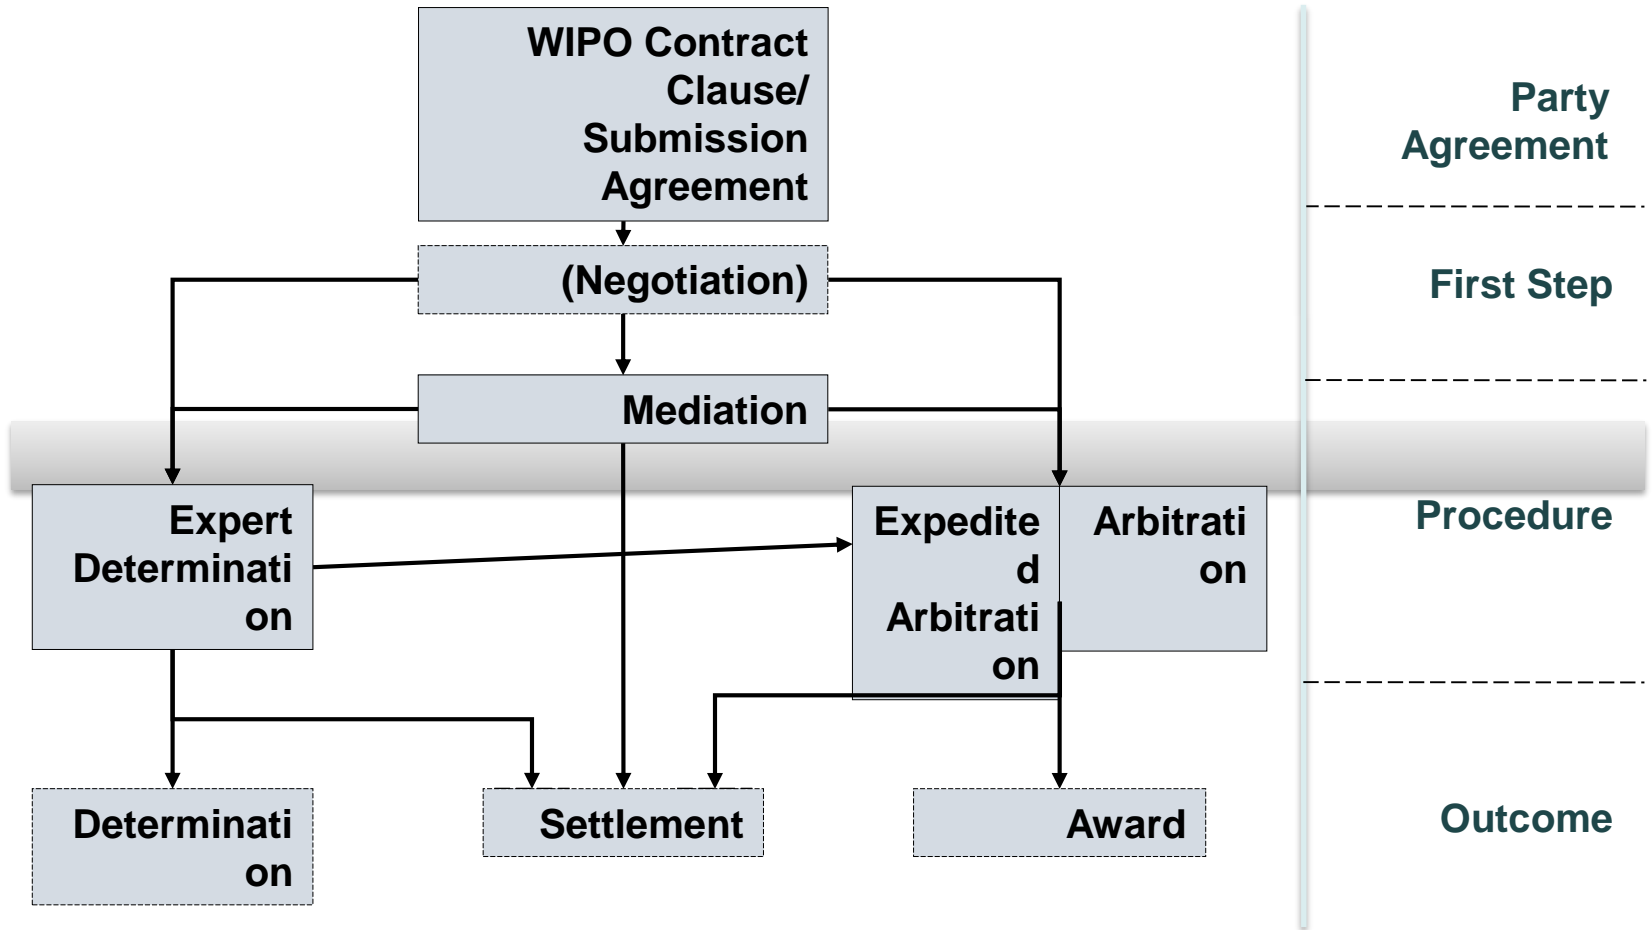 WIPO Contract
Clause/
Submission
Agreement
Party
Agreement
(Negotiation)
First Step
Mediation
Expert
Determinati
on
Expedite
d
Arbitrati
on
Arbitrati
on
Procedure
Determinati
on
Settlement
Award
Outcome